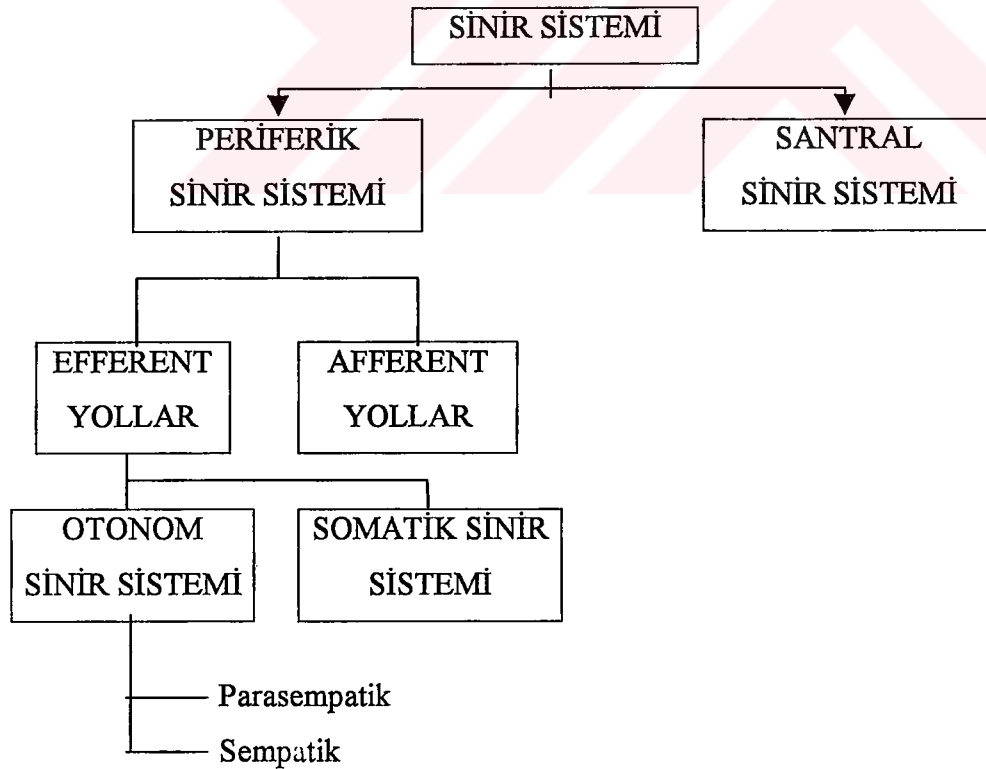 SİNİR SİSTEMİ
PERİFERİK
SİNİR SİSTEMİ
SANTRAL
SİNİR SİSTEMİ
EFFERENT
YOLLAR
AFFERENT
YOLLAR
OTONOM
SİNİR SİSTEMİ
SOMATİK SİNİR
SİSTEMİ
Parasempatik
Sempatik